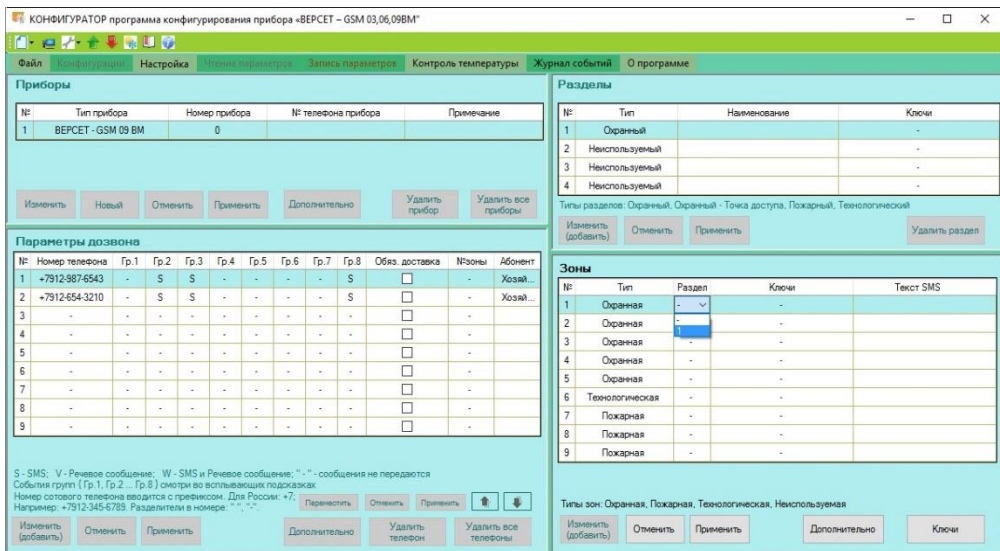 КОНФИГУРАТОР программа конфигурирования прибора «ВЕРСЕТ – GSM 03,06,09ВМ"
Файл Конфигурации Настройка Чтение параметров Запись параметров Контроль температуры Журнал событий О программе
Приборы
№ Тип прибора Номер прибора № телефона прибора Примечание
1 ВЕРСЕТ - GSM 09 ВМ 0
Изменить Новый Отменить Применить Дополнительно Удалить прибор Удалить все приборы
Разделы
№ Тип Наименование Ключи
1 Охранный -
2 Неиспользуемый -
3 Неиспользуемый -
4 Неиспользуемый -
Типы разделов: Охранный, Охранный - Точка доступа, Пожарный, Технологический
Изменить (добавить) Отменить Применить Удалить раздел
Параметры дозвона
№ Номер телефона Гр.1 Гр.2 Гр.3 Гр.4 Гр.5 Гр.6 Гр.7 Гр.8 Обяз. доставка №зоны Абонент
1 +7912-987-6543 - S S - - - - S - Хозяй...
2 +7912-654-3210 - S S - - - - S - Хозяй...
3 - - - - - - - - - -
4 - - - - - - - - - -
5 - - - - - - - - - -
6 - - - - - - - - - -
7 - - - - - - - - - -
8 - - - - - - - - - -
9 - - - - - - - - - -
S - SMS; V - Речевое сообщение; W - SMS и Речевое сообщение; " - " - сообщения не передаются
События групп ( Гр.1, Гр.2 ... Гр.8 ) смотри во всплывающих подсказках
Номер сотового телефона вводится с префиксом. Для России: +7;
Например: +7912-345-6789. Разделители в номере: " ", "-".
Переместить Отменить Применить
Изменить (добавить) Отменить Применить Дополнительно Удалить телефон Удалить все телефоны
Зоны
№ Тип Раздел Ключи Текст SMS
1 Охранная - -
-
1
2 Охранная -
3 Охранная - -
4 Охранная - -
5 Охранная - -
6 Технологическая - -
7 Пожарная - -
8 Пожарная - -
9 Пожарная - -
Типы зон: Охранная, Пожарная, Технологическая, Неиспользуемая
Изменить (добавить) Отменить Применить Дополнительно Ключи